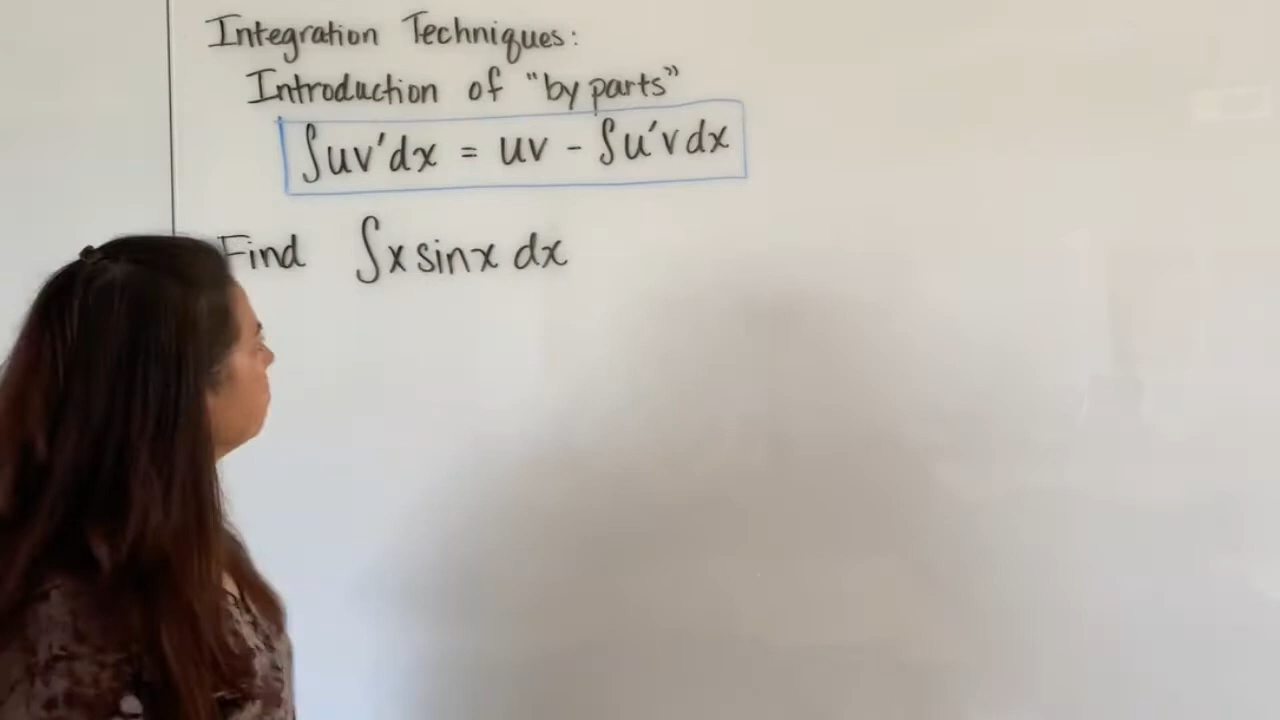 Integration Techniques:
Introduction of "by parts"
∫uv'dx = uv - ∫u'vdx
Find ∫x sinx dx